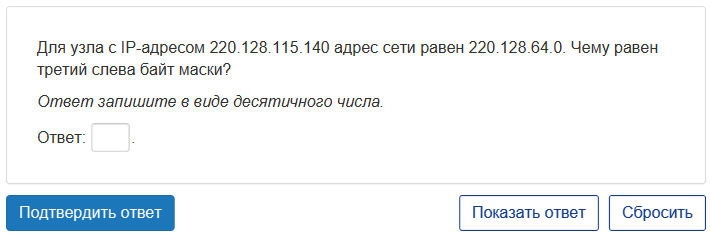 Для узла с IP-адресом 220.128.115.140 адрес сети равен 220.128.64.0. Чему равен
третий слева байт маски?
Ответ запишите в виде десятичного числа.
Ответ: .
Подтвердить ответ
Показать ответ
Сбросить